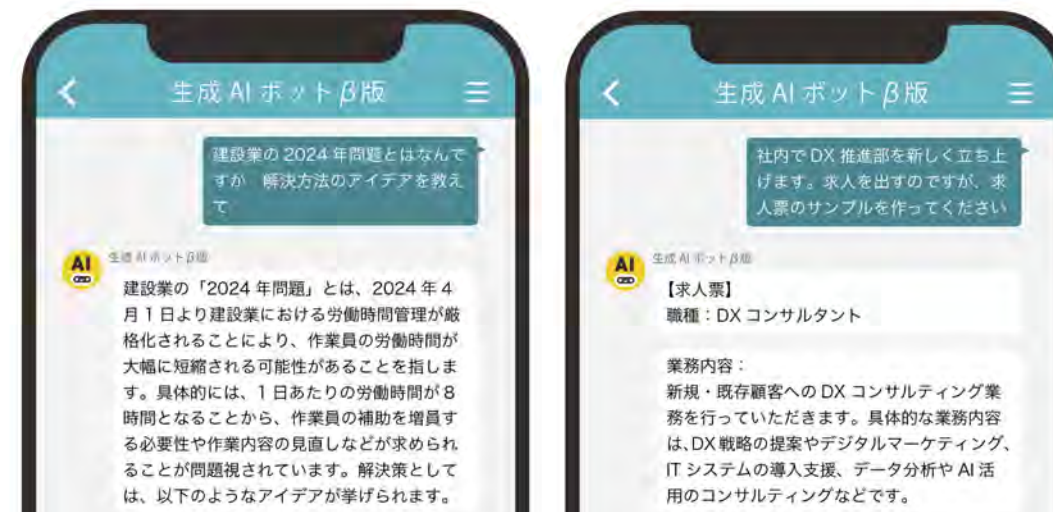 生成 AI ボットβ版
建設業の 2024 年問題とはなんで
すか 解決方法のアイデアを教え
て
AI
生成 AI ボットβ版
建設業の「2024 年問題」とは、2024 年 4
月 1 日より建設業における労働時間管理が厳
格化されることにより、作業員の労働時間が
大幅に短縮される可能性があることを指しま
す。具体的には、1 日あたりの労働時間が 8
時間となることから、作業員の補助を増員す
る必要性や作業内容の見直しなどが求められ
ることが問題視されています。解決策として
は、以下のようなアイデアが挙げられます。
生成 AI ボットβ版
社内で DX 推進部を新しく立ち上
げます。求人を出すのですが、求
人票のサンプルを作ってください
AI
生成 AI ボットβ版
【求人票】
職種：DX コンサルタント
業務内容：
新規・既存顧客への DX コンサルティング業
務を行っていただきます。具体的な業務内容
は、DX 戦略の提案やデジタルマーケティング、
IT システムの導入支援、データ分析や AI 活
用のコンサルティングなどです。